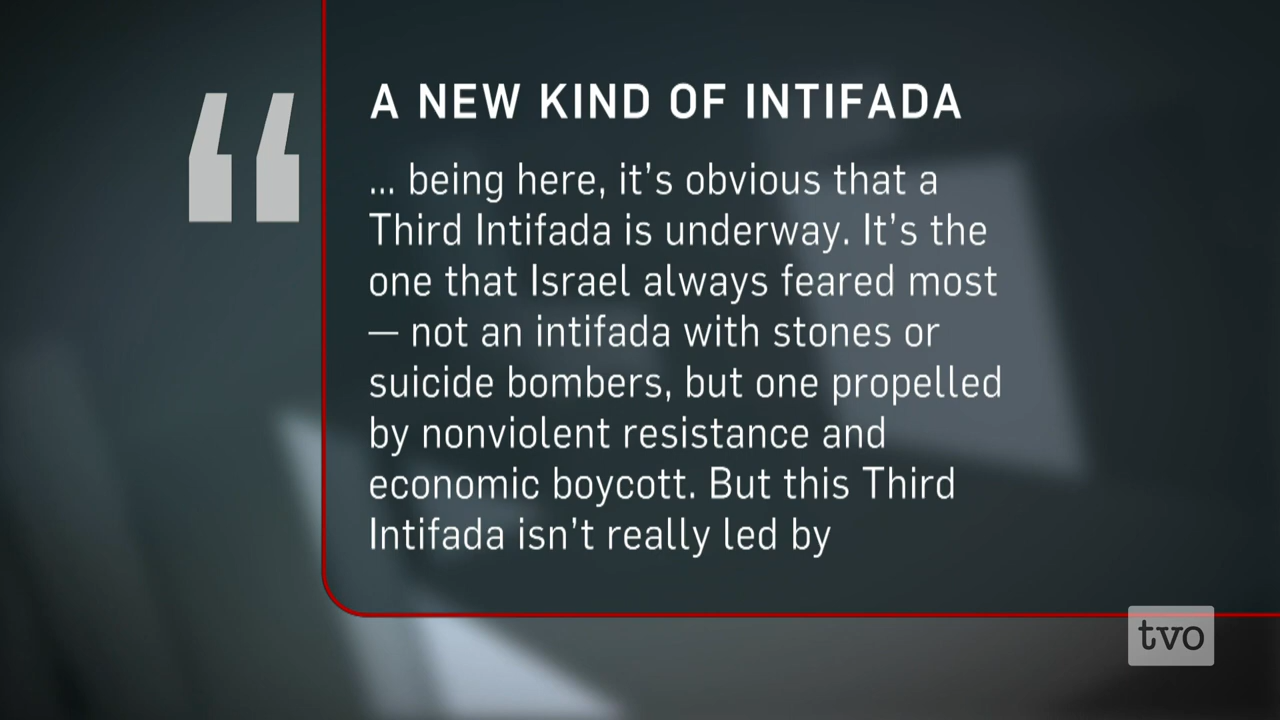 “
A NEW KIND OF INTIFADA
... being here, it’s obvious that a
Third Intifada is underway. It’s the
one that Israel always feared most
— not an intifada with stones or
suicide bombers, but one propelled
by nonviolent resistance and
economic boycott. But this Third
Intifada isn’t really led by
tvo